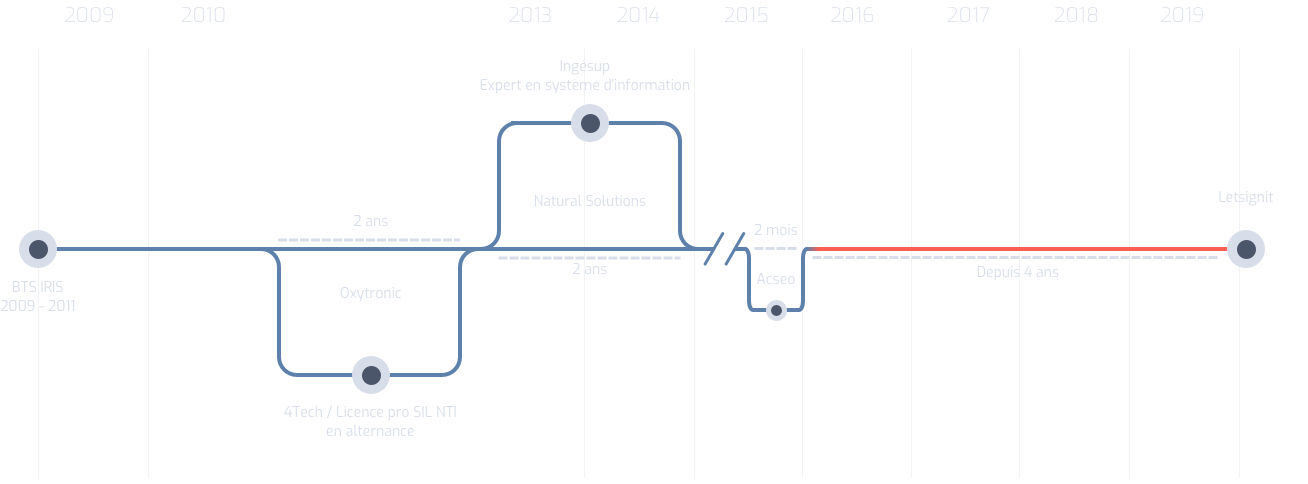 2009 2010 2013 2014 2015 2016 2017 2018 2019
Ingésup
Expert en système d'information
Natural Solutions
Letsignit
2 ans
2 mois
2 ans
Depuis 4 ans
Acseo
BTS IRIS
2009 - 2011
Oxytronic
4Tech / Licence pro SIL NTI
en alternance